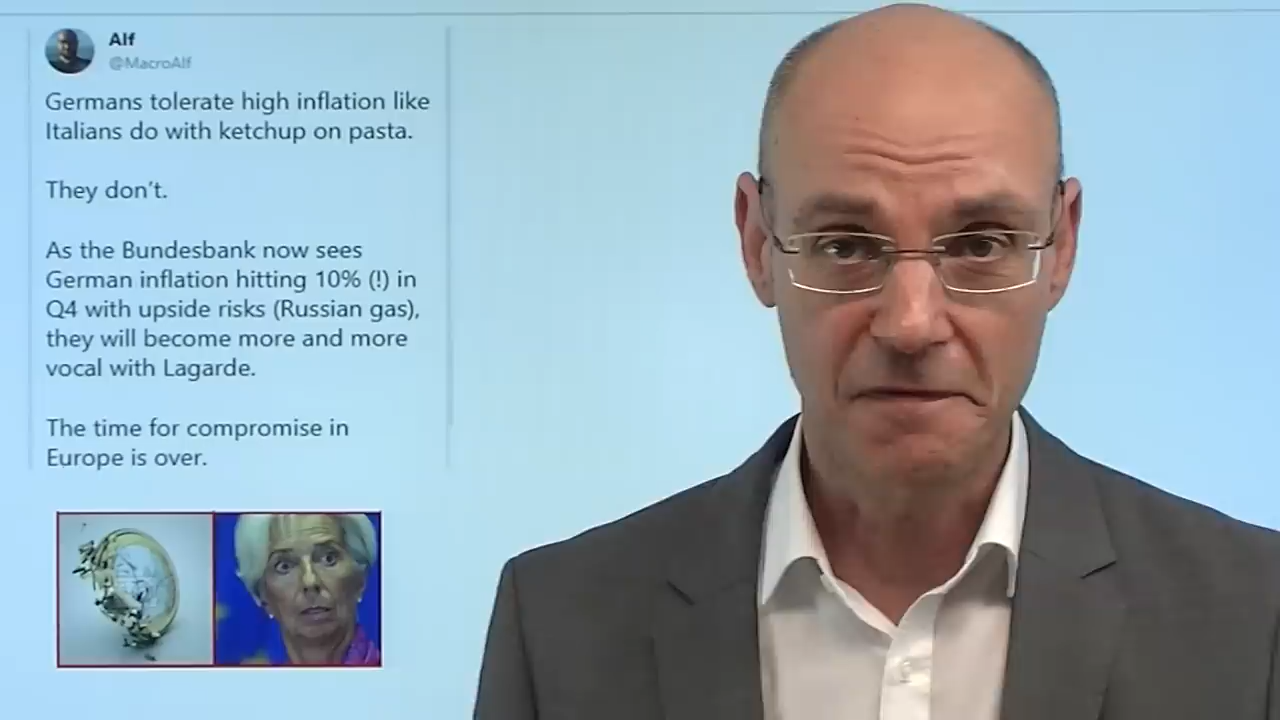 Alf
@MacroAlf
Germans tolerate high inflation like
Italians do with ketchup on pasta.
They don't.
As the Bundesbank now sees
German inflation hitting 10% (!) in
Q4 with upside risks (Russian gas),
they will become more and more
vocal with Lagarde.
The time for compromise in
Europe is over.